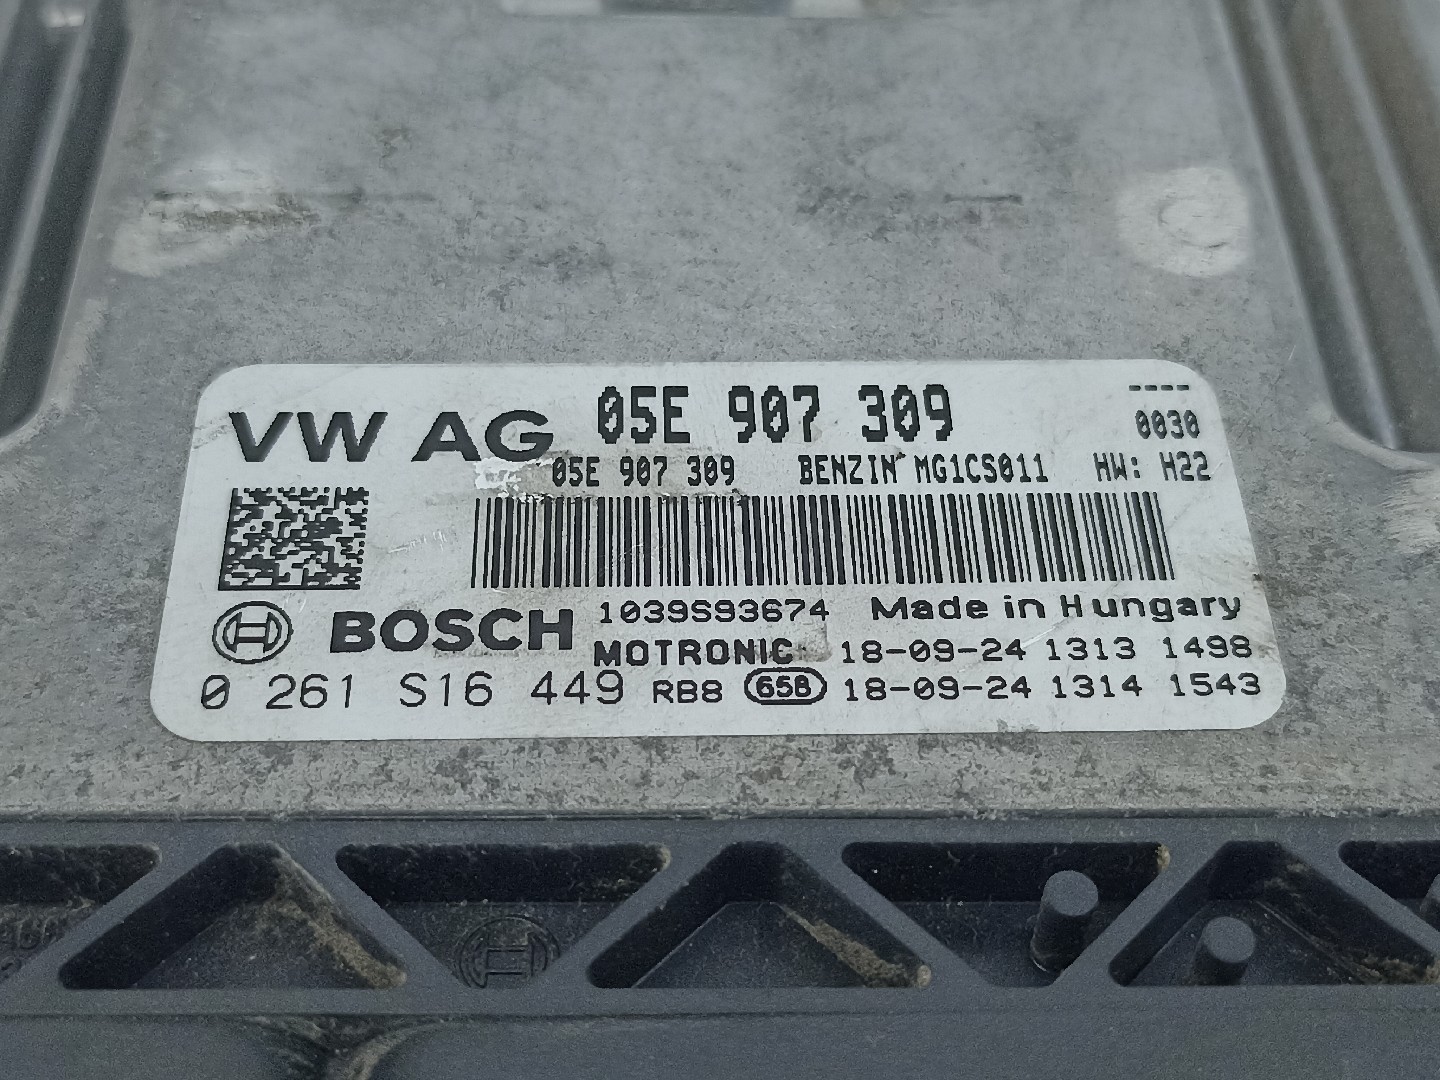 VW AG 05E 907 309 ----
0030
05E 907 309 BENZIN MG1CS011 HW: H22
BOSCH 1039S93674 Made in Hungary
MOTRONIC 18-09-24 1313 1498
0 261 S16 449 RB8 65B 18-09-24 1314 1543